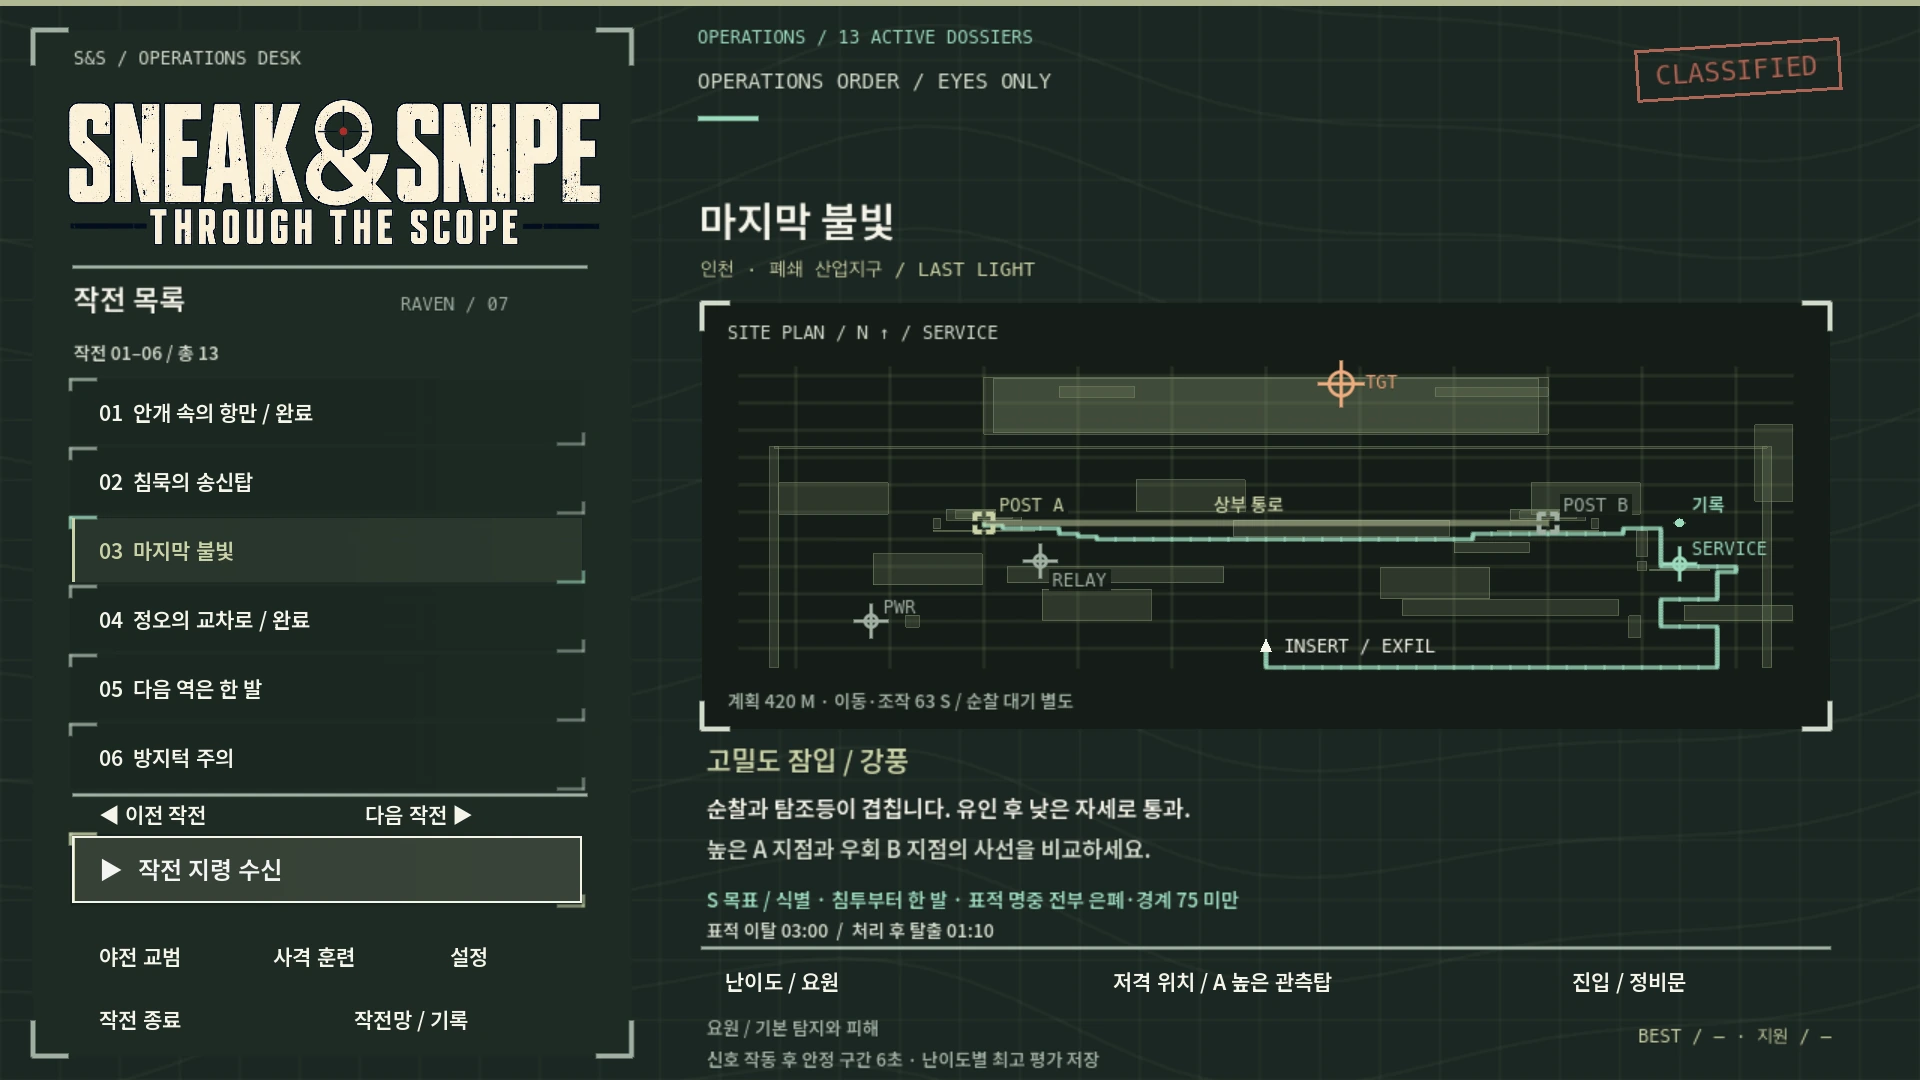 S&S / OPERATIONS DESK
SNEAK & SNIPE
THROUGH THE SCOPE
작전 목록
RAVEN / 07
작전 01–06 / 총 13
01 안개 속의 항만 / 완료
02 침묵의 송신탑
03 마지막 불빛
04 정오의 교차로 / 완료
05 다음 역은 한 발
06 방지턱 주의
◀ 이전 작전
다음 작전 ▶
▶ 작전 지령 수신
야전 교범
사격 훈련
설정
작전 종료
작전망 / 기록
OPERATIONS / 13 ACTIVE DOSSIERS
OPERATIONS ORDER / EYES ONLY
CLASSIFIED
마지막 불빛
인천 · 폐쇄 산업지구 / LAST LIGHT
SITE PLAN / N ↑ / SERVICE
TGT
POST A
상부 통로
POST B
기록
SERVICE
RELAY
PWR
INSERT / EXFIL
계획 420 M · 이동·조작 63 S / 순찰 대기 별도
고밀도 잠입 / 강풍
순찰과 탐조등이 겹칩니다. 유인 후 낮은 자세로 통과.
높은 A 지점과 우회 B 지점의 사선을 비교하세요.
S 목표 / 식별 · 침투부터 한 발 · 표적 명중 전부 은폐·경계 75 미만
표적 이탈 03:00 / 처리 후 탈출 01:10
난이도 / 요원
저격 위치 / A 높은 관측탑
진입 / 정비문
요원 / 기본 탐지와 피해
신호 작동 후 안정 구간 6초 · 난이도별 최고 평가 저장
BEST / – · 지원 / –